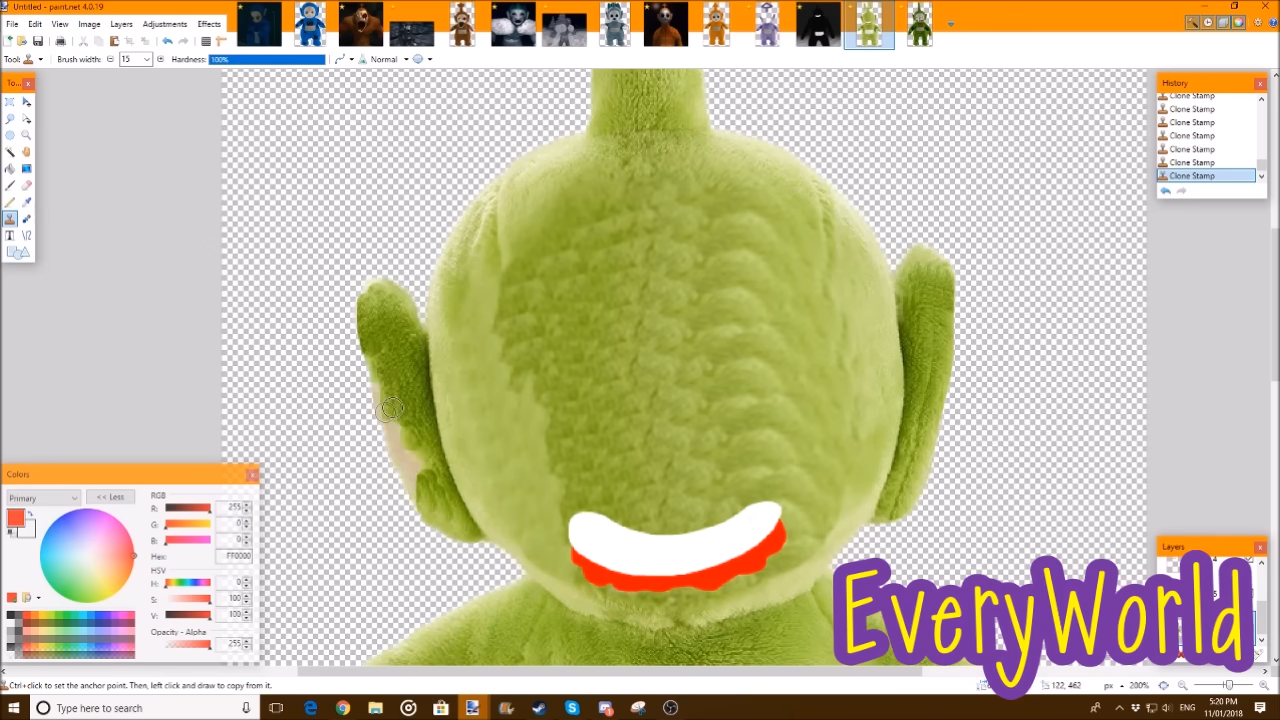 Untitled - paint.net 4.0.19
File Edit View Image Layers Adjustments Effects
Tool Brush width: 15 Hardness: 100% Normal
To...
History
Clone Stamp
Clone Stamp
Clone Stamp
Clone Stamp
Clone Stamp
Clone Stamp
Clone Stamp
Colors
Primary
<< Less
RGB
R: 255
G: 0
B: 0
Hex: FF0000
HSV
H: 0
S: 100
V: 100
Opacity - Alpha
255
Layers
EveryWorld
Ctrl+click to set the anchor point. Then, left click and draw to copy from it.
122, 462 px 200%
Type here to search
ENG
5:20 PM
11/01/2018